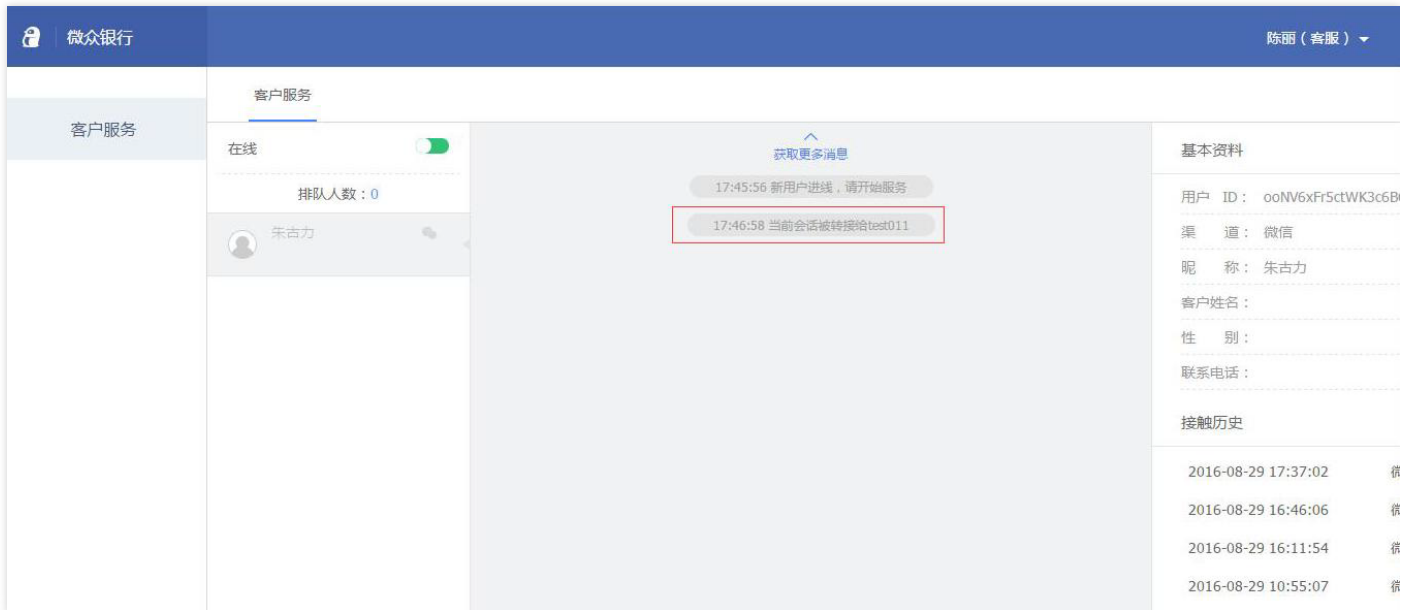 微众银行
陈丽（客服）
客户服务
客户服务
在线
排队人数：0
朱古力
获取更多消息
17:45:56 新用户进线，请开始服务
17:46:58 当前会话被转接给test011
基本资料
用户 ID： ooNV6xFr5ctWK3c6B
渠 道： 微信
昵 称： 朱古力
客户姓名：
性 别：
联系电话：
接触历史
2016-08-29 17:37:02
2016-08-29 16:46:06
2016-08-29 16:11:54
2016-08-29 10:55:07